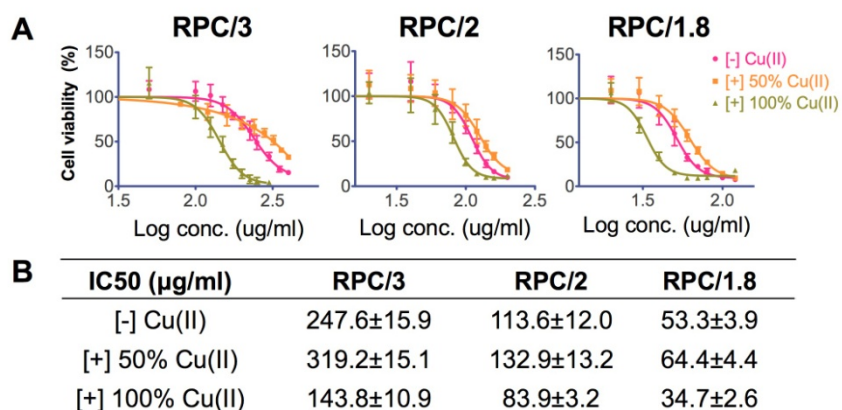 A
RPC/3 RPC/2 RPC/1.8
Cell viability (%)
150
100
50
0
1.5 2.0 2.5
Log conc. (ug/ml)
150
100
50
0
1.0 1.5 2.0 2.5
Log conc. (ug/ml)
150
100
50
0
1.5 2.0
Log conc. (ug/ml)
[-] Cu(II)
[+] 50% Cu(II)
[+] 100% Cu(II)
B
IC50 (µg/ml) RPC/3 RPC/2 RPC/1.8
[-] Cu(II) 247.6±15.9 113.6±12.0 53.3±3.9
[+] 50% Cu(II) 319.2±15.1 132.9±13.2 64.4±4.4
[+] 100% Cu(II) 143.8±10.9 83.9±3.2 34.7±2.6